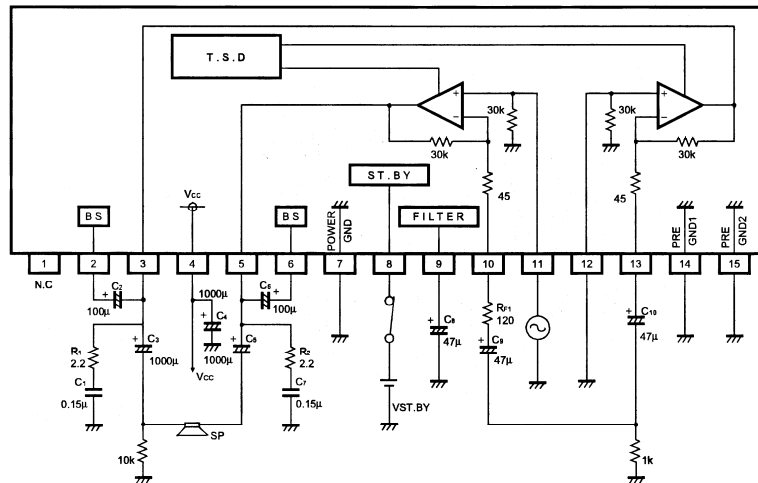 T.S.D
+
−
30k
30k
+
−
30k
30k
45
45
ST.BY
FILTER
BS
VCC
BS
POWER GND
PRE GND1
PRE GND2
1
2
3
4
5
6
7
8
9
10
11
12
13
14
15
N.C
C2
+
100μ
1000μ
+
C4
1000μ
C6
+
100μ
R1
2.2
+
C3
1000μ
VCC
+
C5
R2
2.2
C1
0.15μ
C7
0.15μ
+
C8
47μ
RF1
120
+
C9
47μ
+
C10
47μ
VST.BY
SP
10k
1k